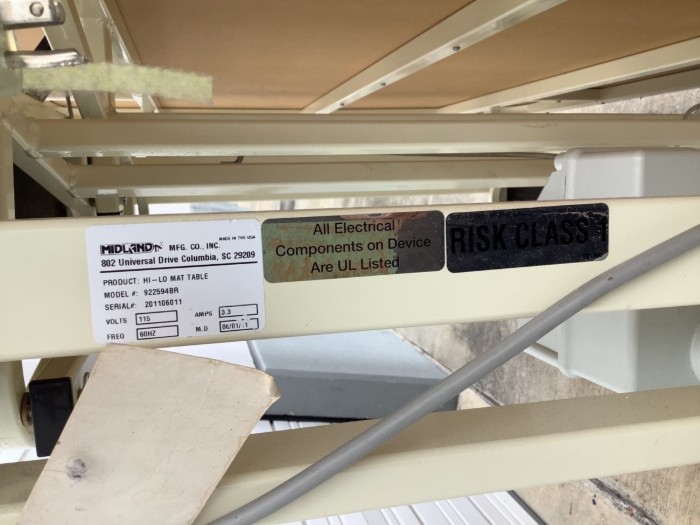 MADE IN THE USA
MIDLAND MFG. CO., INC.
802 Universal Drive Columbia, SC 29209
PRODUCT: HI-LO MAT TABLE
MODEL #: 922594BR
SERIAL#: 201106011
VOLTS 115 AMPS 3.3
FREQ 60HZ M.D
All Electrical
Components on Device
Are UL Listed
RISK CLASS 1